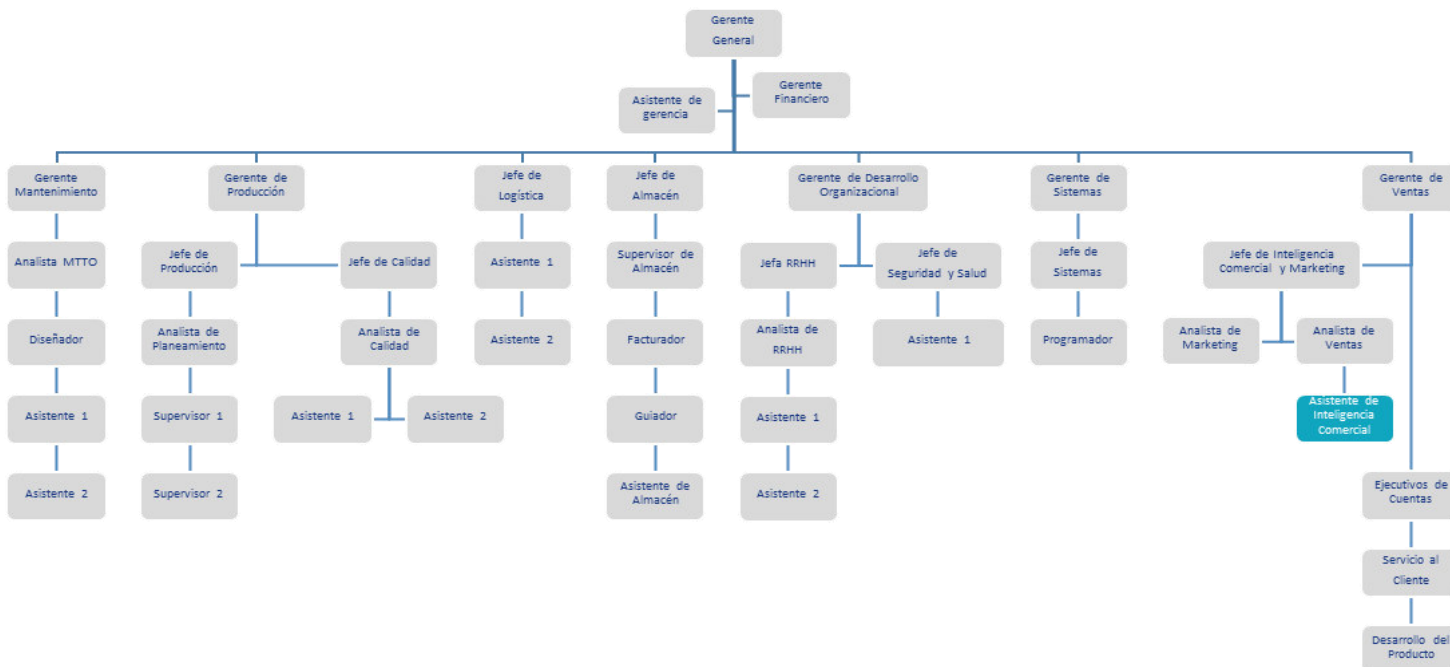 Gerente
General
Gerente
Financiero
Asistente de
gerencia
Gerente
Mantenimiento
Gerente de
Producción
Jefe de
Logística
Jefe de
Almacén
Gerente de Desarrollo
Organizacional
Gerente de
Sistemas
Gerente de
Ventas
Analista MTTO
Jefe de
Producción
Jefe de Calidad
Asistente 1
Supervisor de
Almacén
Jefa RRHH
Jefe de
Seguridad y Salud
Jefe de
Sistemas
Jefe de Inteligencia
Comercial y Marketing
Diseñador
Analista de
Planeamiento
Analista de
Calidad
Asistente 2
Facturador
Analista de
RRHH
Asistente 1
Programador
Analista de
Marketing
Analista de
Ventas
Asistente 1
Supervisor 1
Asistente 1
Asistente 2
Guiador
Asistente 1
Asistente de
Inteligencia
Comercial
Asistente 2
Supervisor 2
Asistente de
Almacén
Asistente 2
Ejecutivos de
Cuentas
Servicio al
Cliente
Desarrollo del
Producto